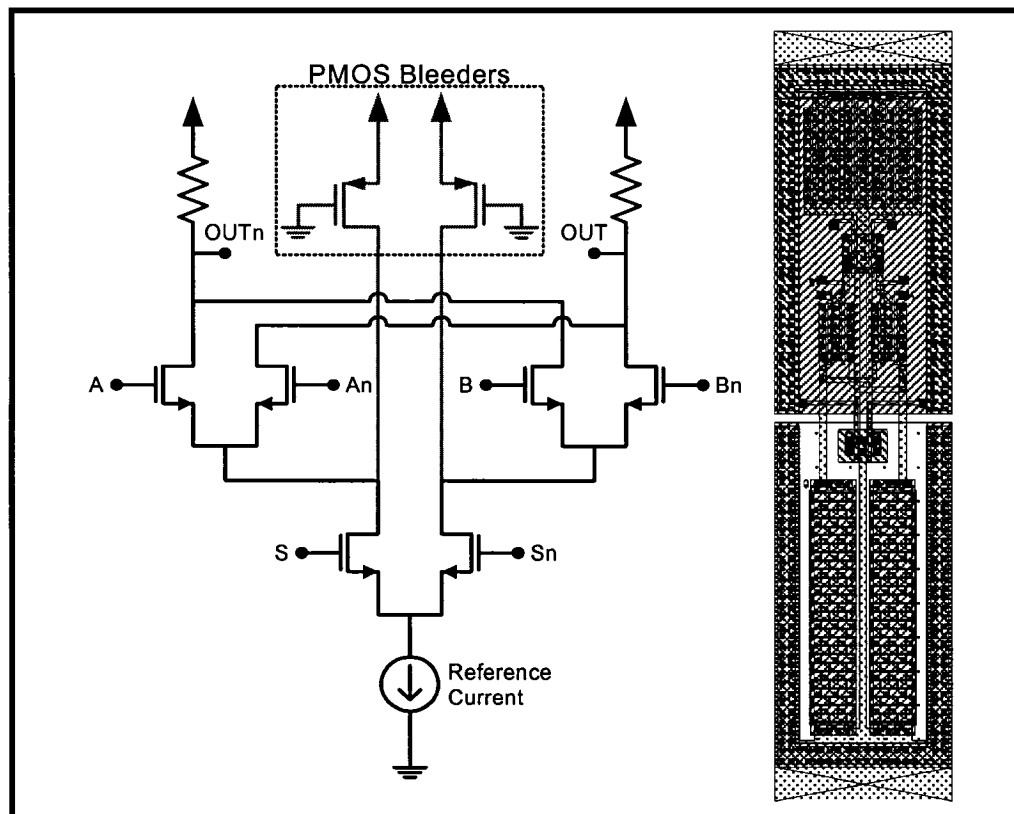 PMOS Bleeders
OUTn
OUT
A
An
B
Bn
S
Sn
Reference
Current